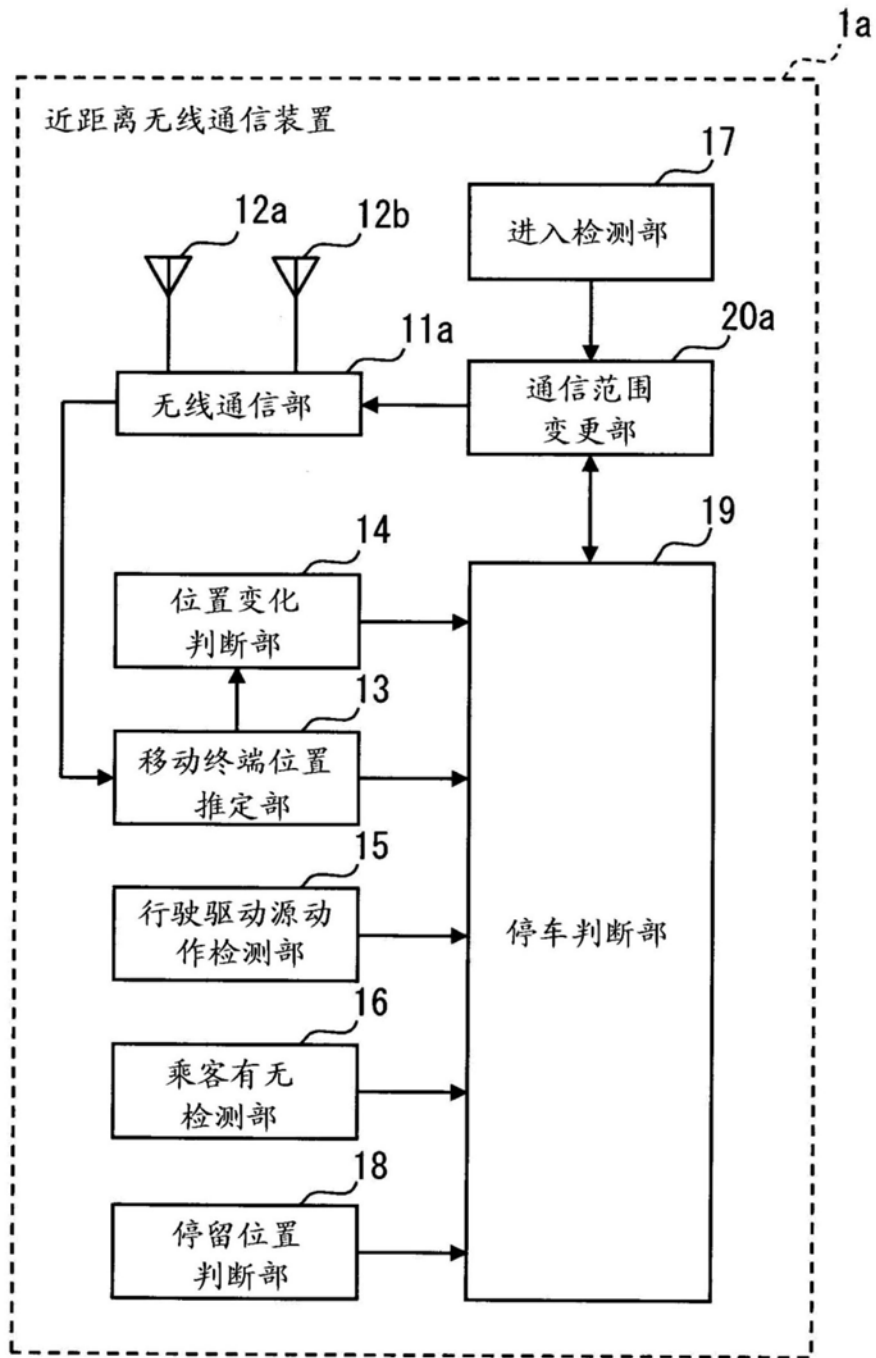 1a
近距离无线通信装置
17
进入检测部
12a
12b
20a
通信范围
变更部
11a
无线通信部
14
位置变化
判断部
19
停车判断部
13
移动终端位置
推定部
15
行驶驱动源动
作检测部
16
乘客有无
检测部
18
停留位置
判断部